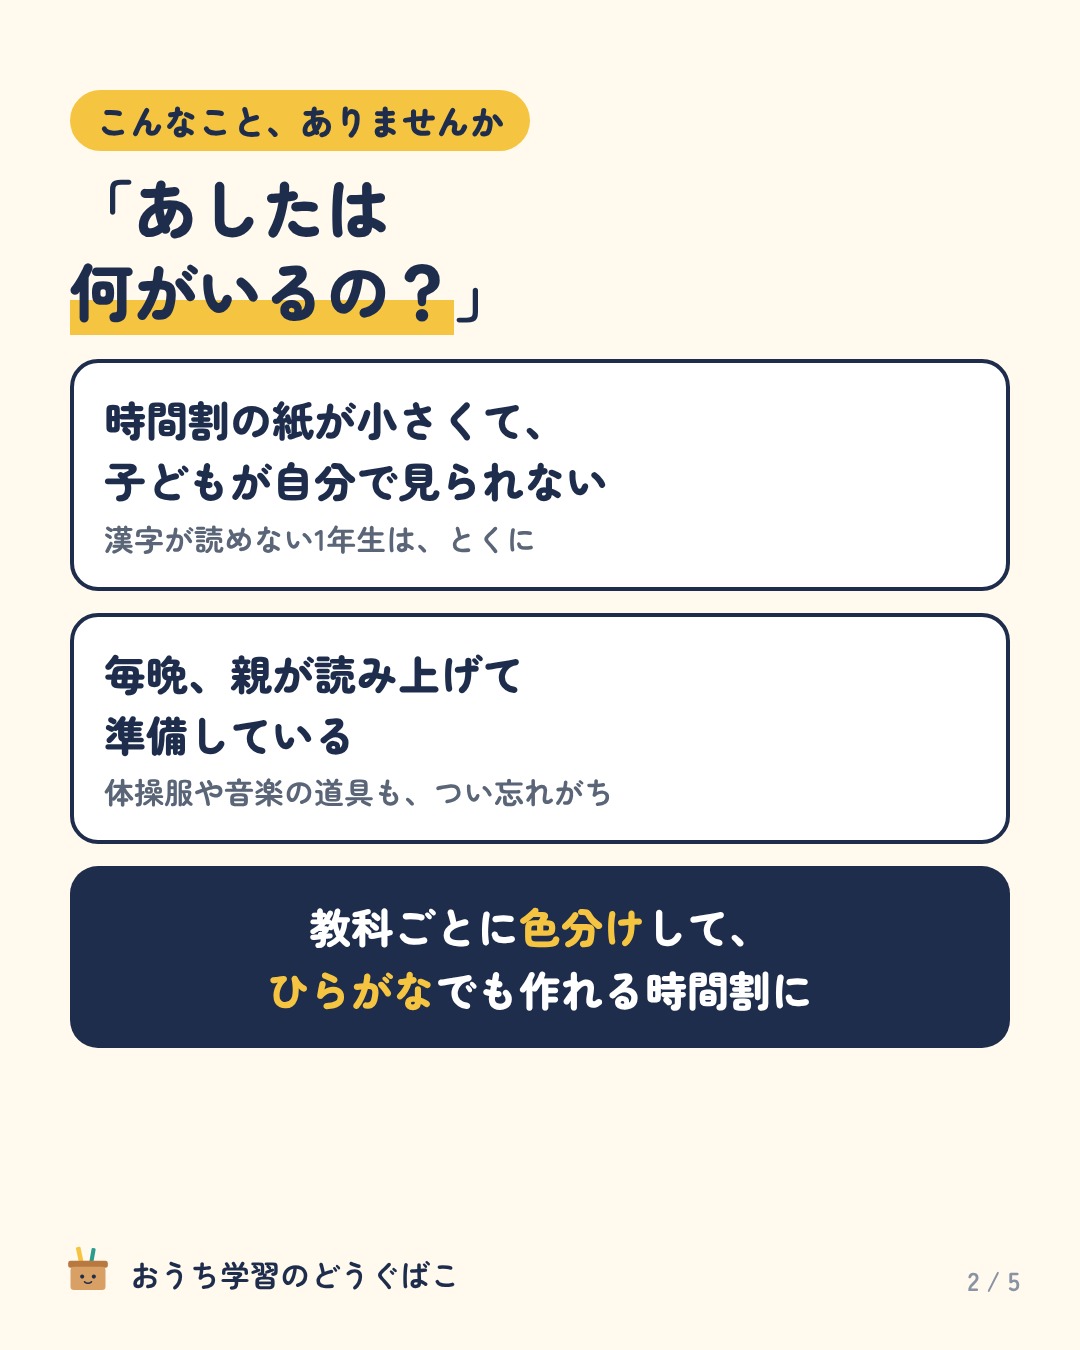 こんなこと、ありませんか
「あしたは
何がいるの？」
時間割の紙が小さくて、
子どもが自分で見られない
漢字が読めない1年生は、とくに
毎晩、親が読み上げて
準備している
体操服や音楽の道具も、つい忘れがち
教科ごとに色分けして、
ひらがなでも作れる時間割に
おうち学習のどうぐばこ
2 / 5